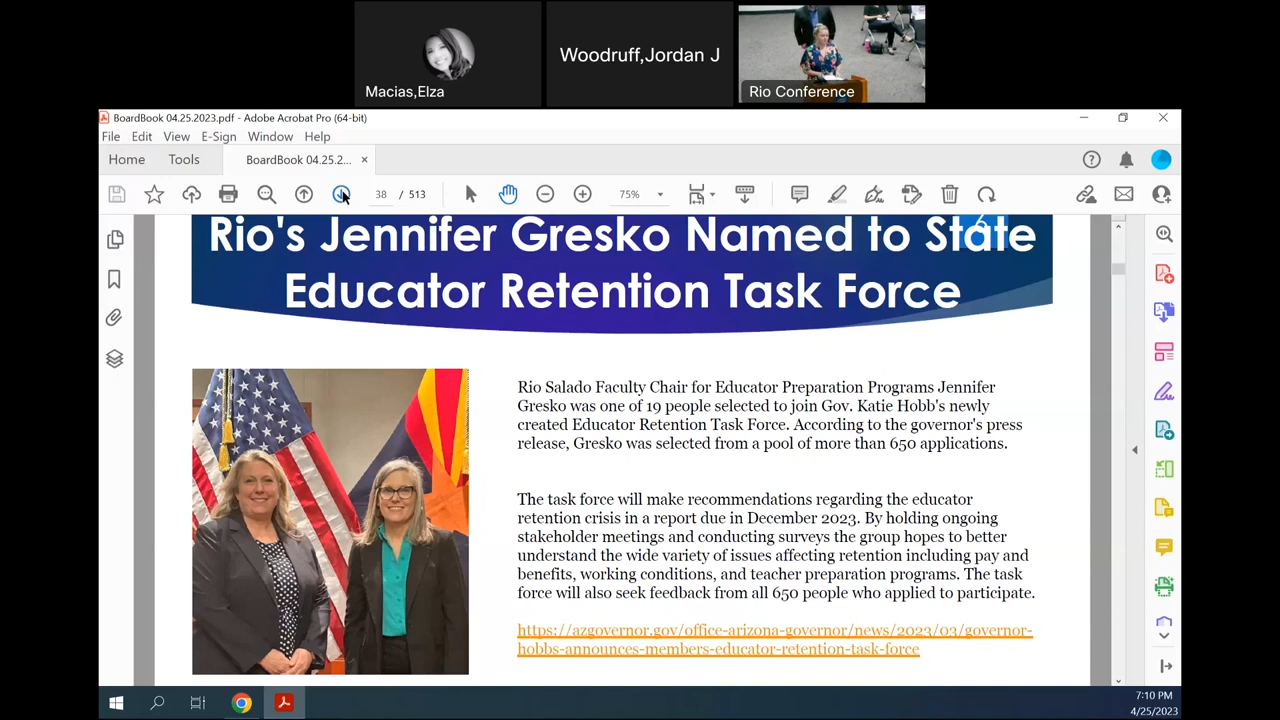 Macias,Elza
Woodruff,Jordan J
Rio Conference
BoardBook 04.25.2023.pdf - Adobe Acrobat Pro (64-bit)
File Edit View E-Sign Window Help
Home Tools BoardBook 04.25.2... ×
38 / 513 75%
Rio's Jennifer Gresko Named to State
Educator Retention Task Force
Rio Salado Faculty Chair for Educator Preparation Programs Jennifer
Gresko was one of 19 people selected to join Gov. Katie Hobb's newly
created Educator Retention Task Force. According to the governor's press
release, Gresko was selected from a pool of more than 650 applications.
The task force will make recommendations regarding the educator
retention crisis in a report due in December 2023. By holding ongoing
stakeholder meetings and conducting surveys the group hopes to better
understand the wide variety of issues affecting retention including pay and
benefits, working conditions, and teacher preparation programs. The task
force will also seek feedback from all 650 people who applied to participate.
https://azgovernor.gov/office-arizona-governor/news/2023/03/governor-
hobbs-announces-members-educator-retention-task-force
7:10 PM
4/25/2023